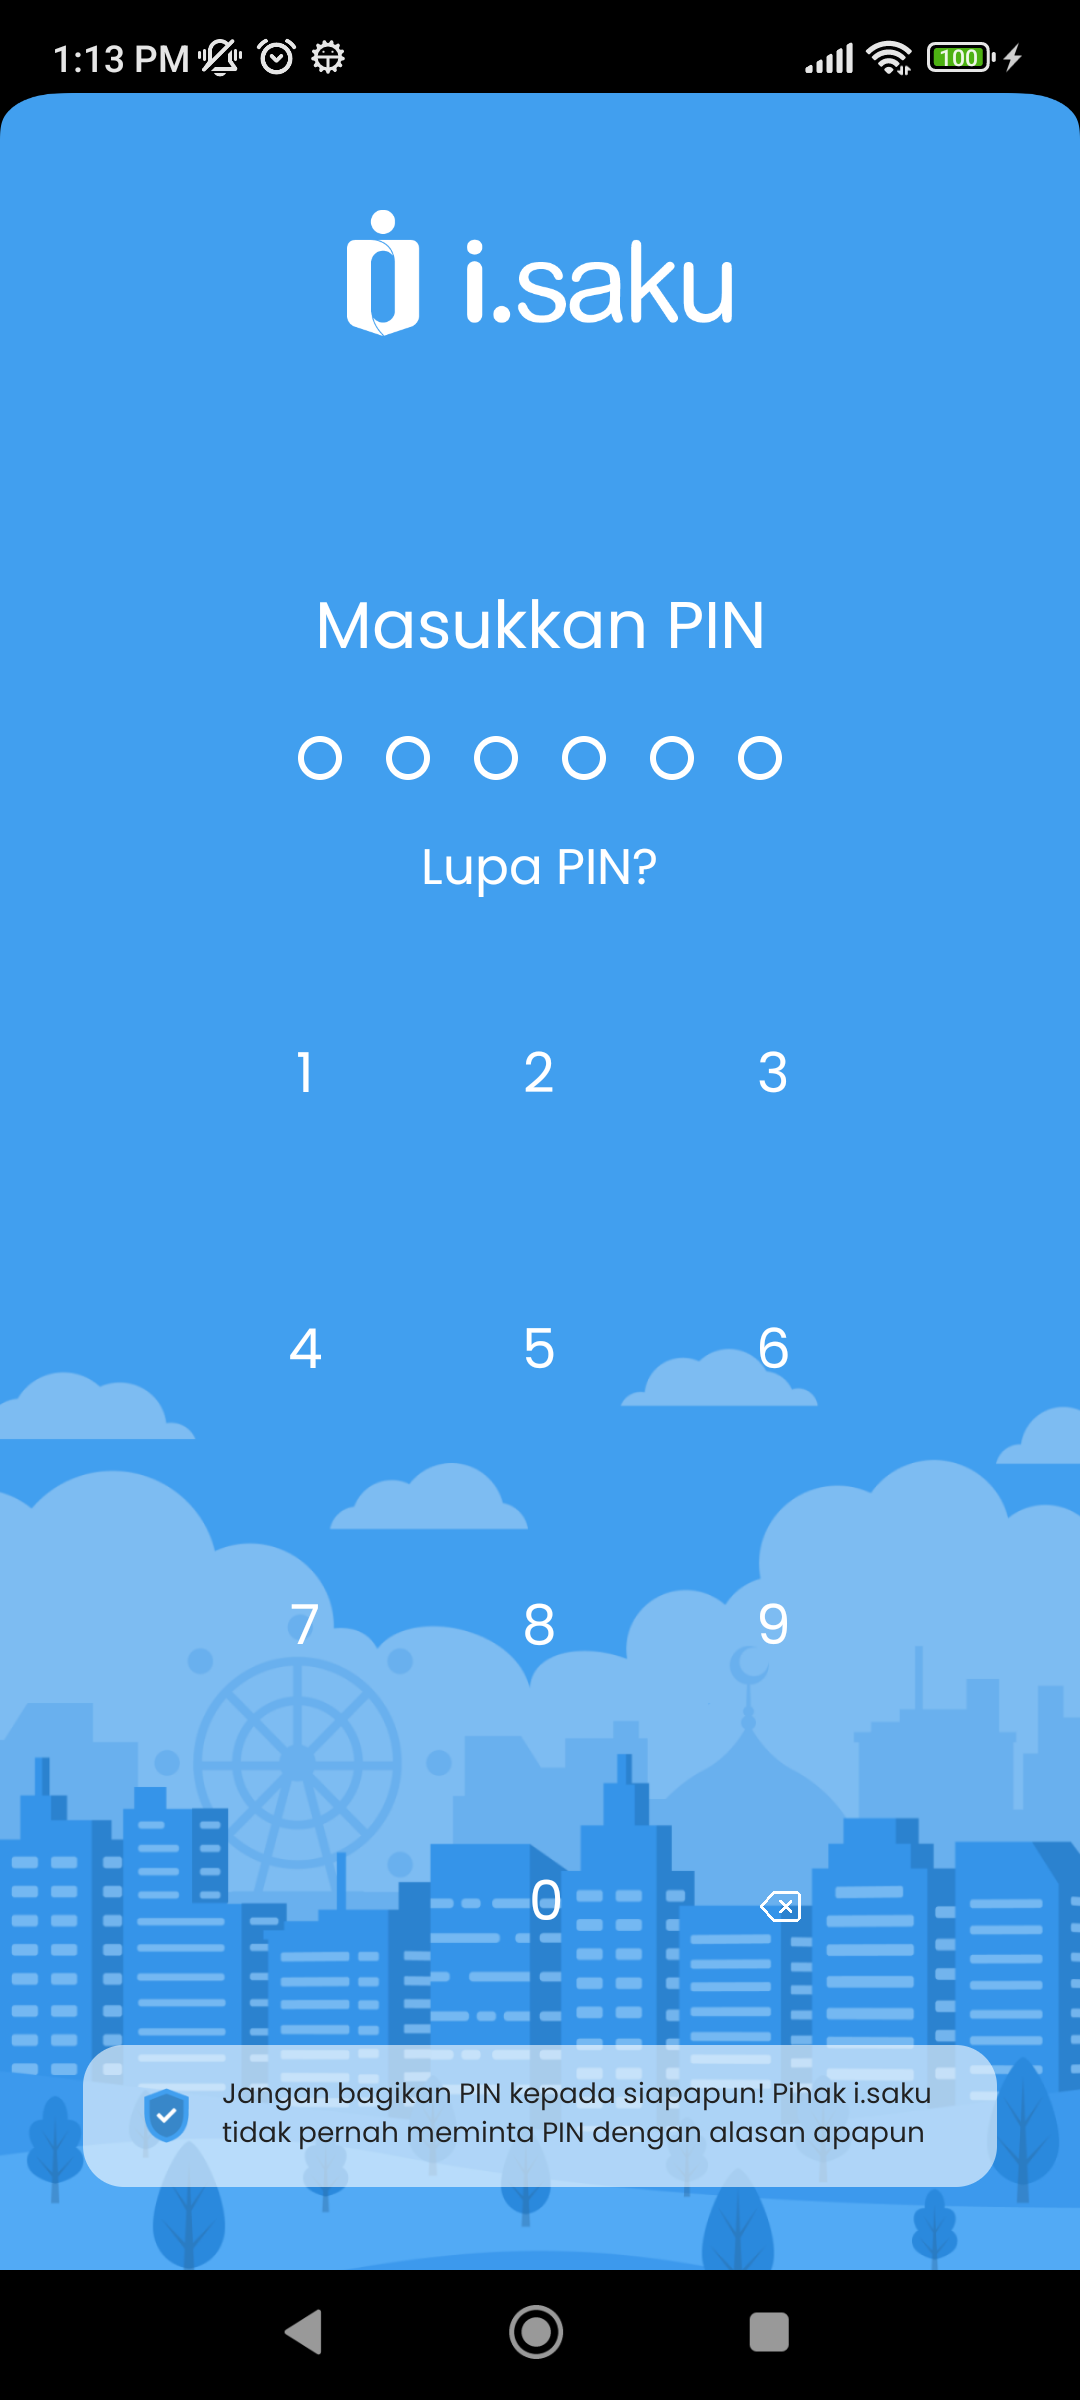 1:13 PM
100
i.saku
Masukkan PIN
Lupa PIN?
1 2 3
4 5 6
7 8 9
0
Jangan bagikan PIN kepada siapapun! Pihak i.saku
tidak pernah meminta PIN dengan alasan apapun